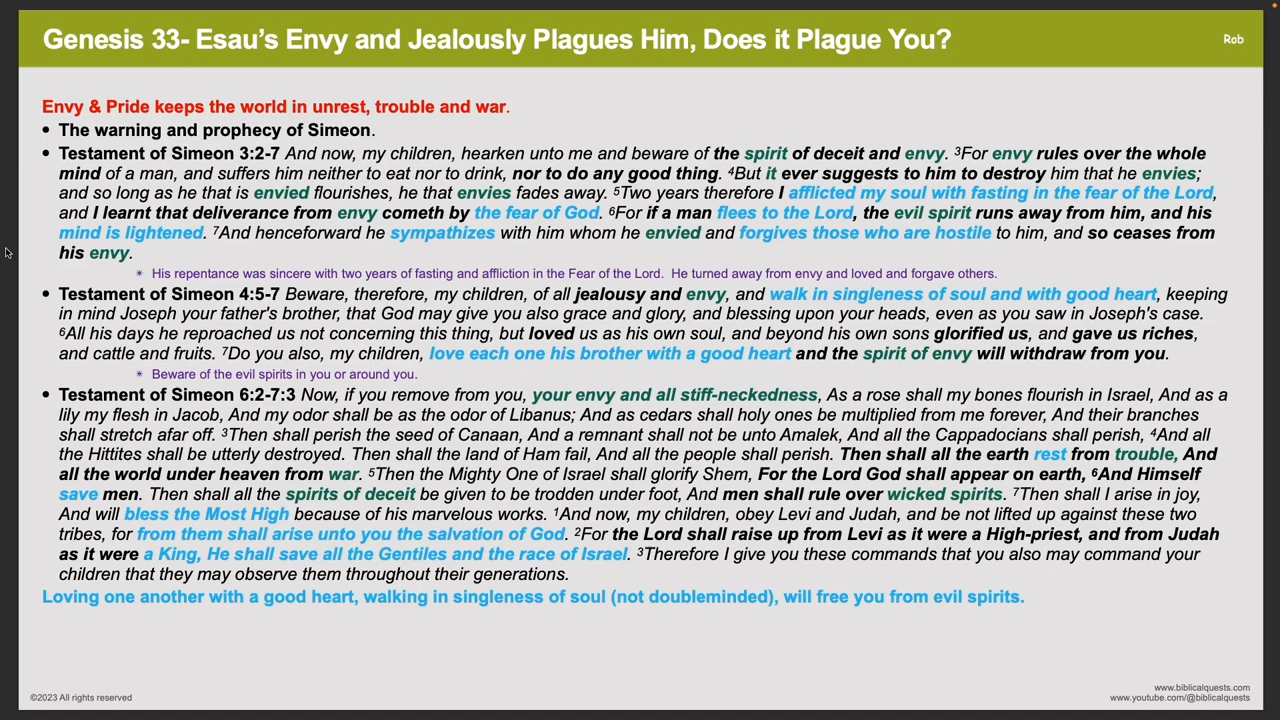 Genesis 33- Esau's Envy and Jealously Plagues Him, Does it Plague You?
Rob
Envy & Pride keeps the world in unrest, trouble and war.
• The warning and prophecy of Simeon.
• Testament of Simeon 3:2-7 And now, my children, hearken unto me and beware of the spirit of deceit and envy. ³For envy rules over the whole
mind of a man, and suffers him neither to eat nor to drink, nor to do any good thing. ⁴But it ever suggests to him to destroy him that he envies;
and so long as he that is envied flourishes, he that envies fades away. ⁵Two years therefore I afflicted my soul with fasting in the fear of the Lord,
and I learnt that deliverance from envy cometh by the fear of God. ⁶For if a man flees to the Lord, the evil spirit runs away from him, and his
mind is lightened. ⁷And henceforward he sympathizes with him whom he envied and forgives those who are hostile to him, and so ceases from
his envy.
* His repentance was sincere with two years of fasting and affliction in the Fear of the Lord. He turned away from envy and loved and forgave others.
• Testament of Simeon 4:5-7 Beware, therefore, my children, of all jealousy and envy, and walk in singleness of soul and with good heart, keeping
in mind Joseph your father's brother, that God may give you also grace and glory, and blessing upon your heads, even as you saw in Joseph's case.
⁶All his days he reproached us not concerning this thing, but loved us as his own soul, and beyond his own sons glorified us, and gave us riches,
and cattle and fruits. ⁷Do you also, my children, love each one his brother with a good heart and the spirit of envy will withdraw from you.
* Beware of the evil spirits in you or around you.
• Testament of Simeon 6:2-7:3 Now, if you remove from you, your envy and all stiff-neckedness, As a rose shall my bones flourish in Israel, And as a
lily my flesh in Jacob, And my odor shall be as the odor of Libanus; And as cedars shall holy ones be multiplied from me forever, And their branches
shall stretch afar off. ³Then shall perish the seed of Canaan, And a remnant shall not be unto Amalek, And all the Cappadocians shall perish, ⁴And all
the Hittites shall be utterly destroyed. Then shall the land of Ham fail, And all the people shall perish. Then shall all the earth rest from trouble, And
all the world under heaven from war. ⁵Then the Mighty One of Israel shall glorify Shem, For the Lord God shall appear on earth, ⁶And Himself
save men. Then shall all the spirits of deceit be given to be trodden under foot, And men shall rule over wicked spirits. ⁷Then shall I arise in joy,
And will bless the Most High because of his marvelous works. ¹And now, my children, obey Levi and Judah, and be not lifted up against these two
tribes, for from them shall arise unto you the salvation of God. ²For the Lord shall raise up from Levi as it were a High-priest, and from Judah
as it were a King, He shall save all the Gentiles and the race of Israel. ³Therefore I give you these commands that you also may command your
children that they may observe them throughout their generations.
Loving one another with a good heart, walking in singleness of soul (not doubleminded), will free you from evil spirits.
©2023 All rights reserved
www.biblicalquests.com
www.youtube.com/@biblicalquests